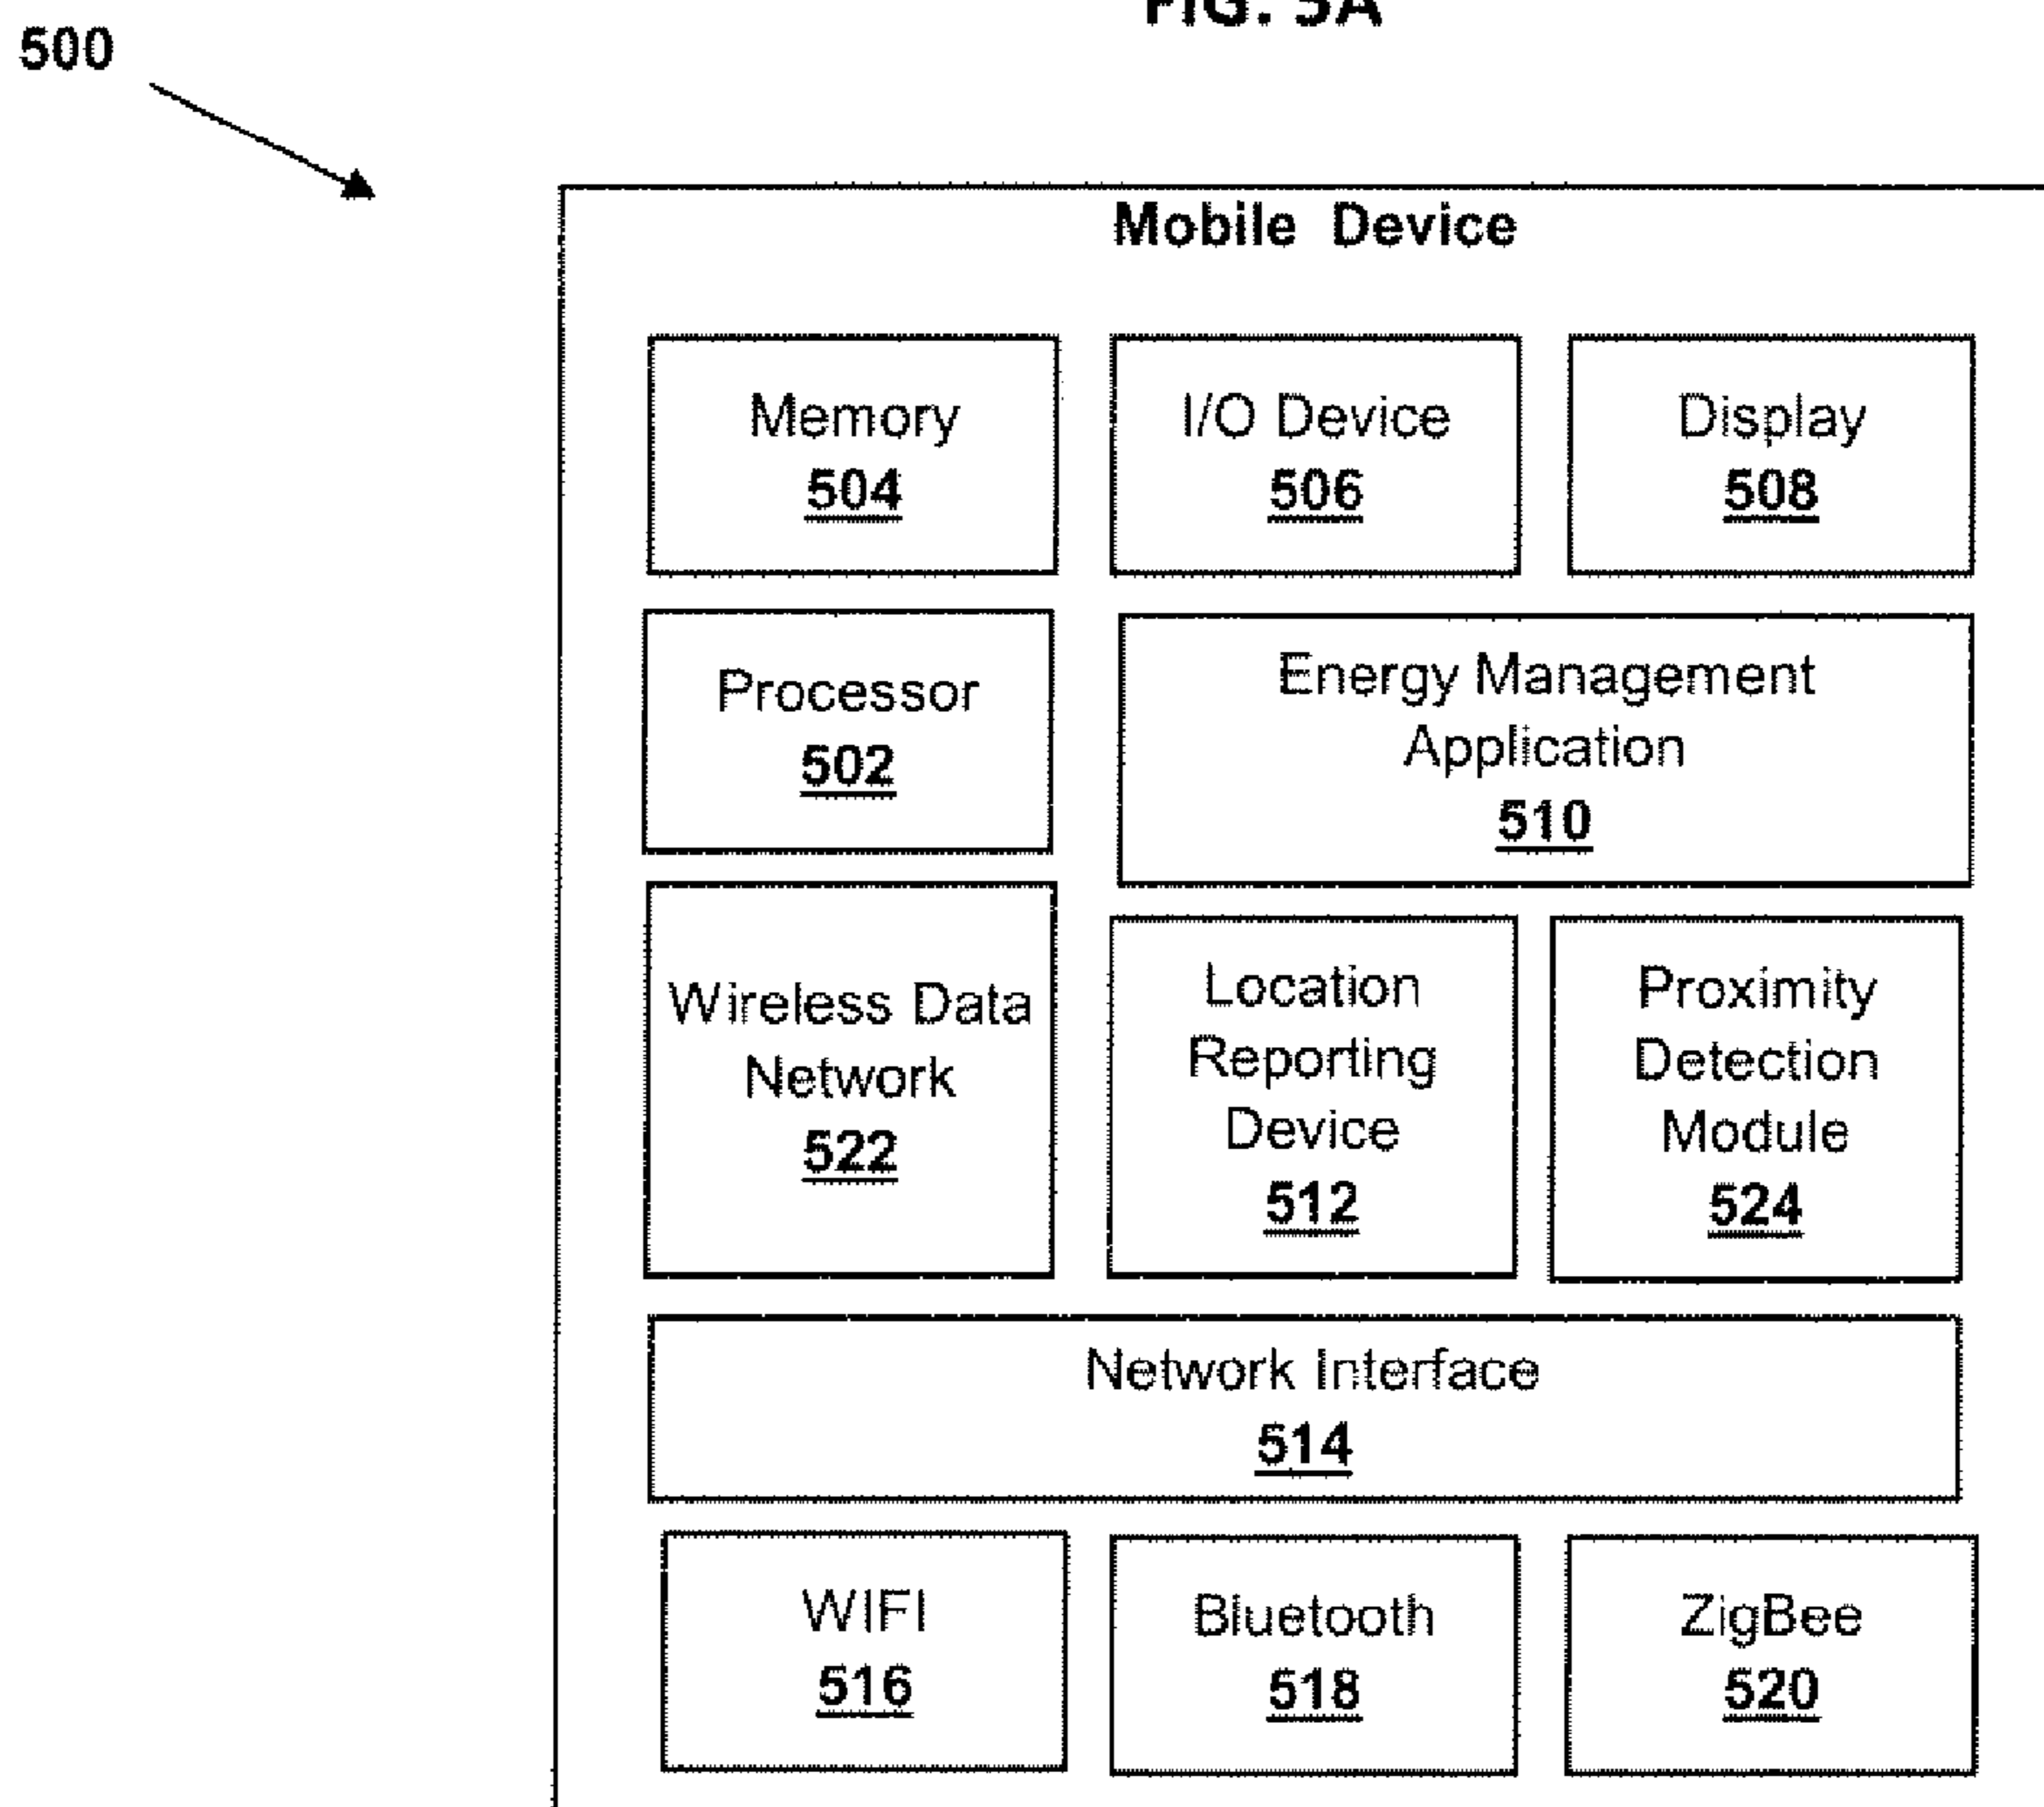 FIG. 5A
500
Mobile Device
Memory
504
I/O Device
506
Display
508
Processor
502
Energy Management
Application
510
Wireless Data
Network
522
Location
Reporting
Device
512
Proximity
Detection
Module
524
Network Interface
514
WIFI
516
Bluetooth
518
ZigBee
520